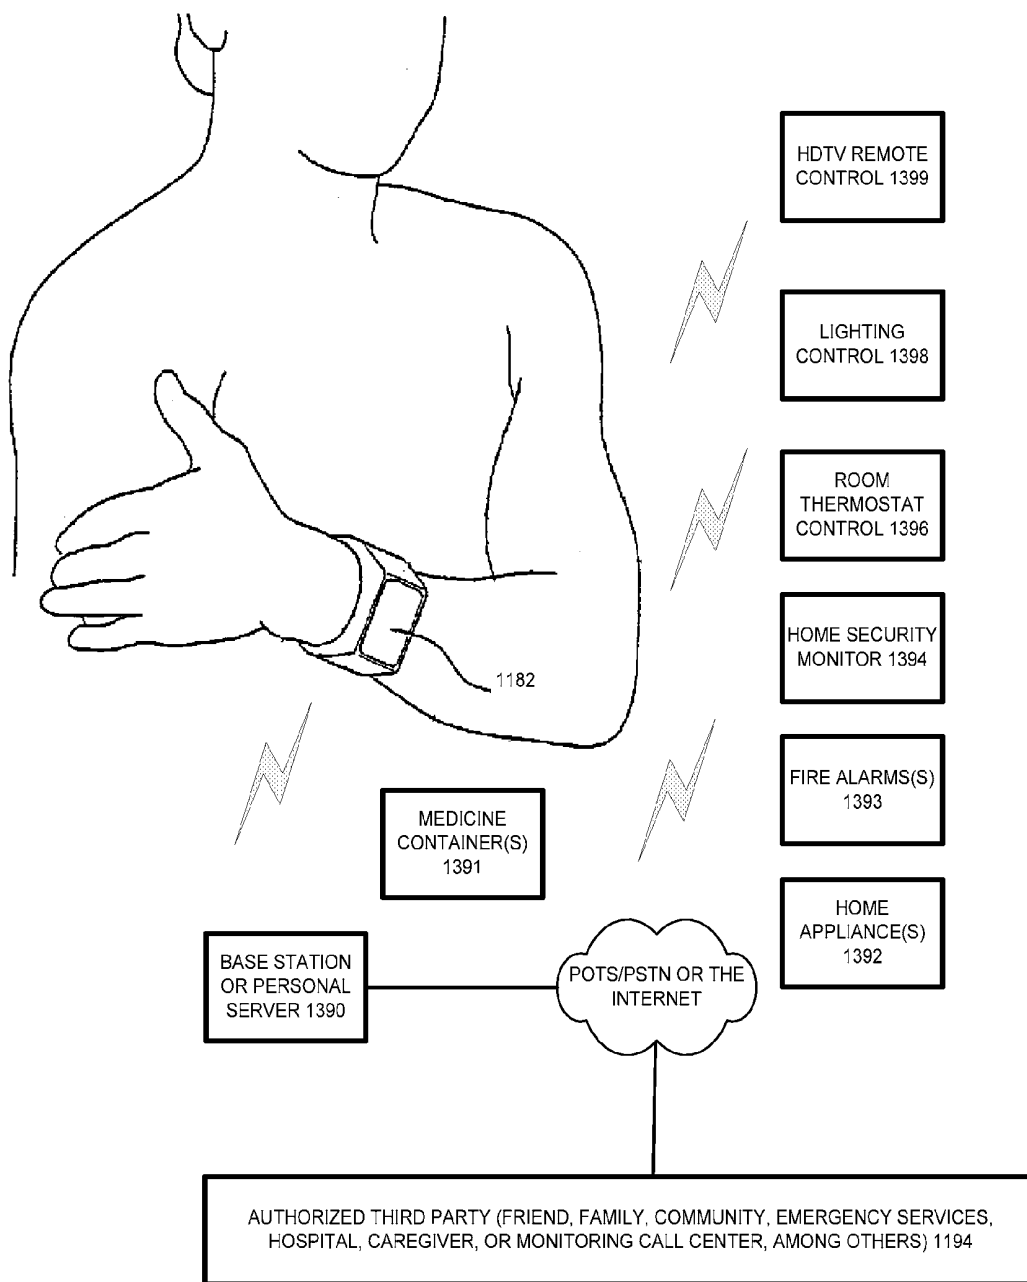 HDTV REMOTE
CONTROL 1399
LIGHTING
CONTROL 1398
ROOM
THERMOSTAT
CONTROL 1396
HOME SECURITY
MONITOR 1394
1182
FIRE ALARMS(S)
1393
MEDICINE
CONTAINER(S)
1391
HOME
APPLIANCE(S)
1392
BASE STATION
OR PERSONAL
SERVER 1390
POTS/PSTN OR THE
INTERNET
AUTHORIZED THIRD PARTY (FRIEND, FAMILY, COMMUNITY, EMERGENCY SERVICES,
HOSPITAL, CAREGIVER, OR MONITORING CALL CENTER, AMONG OTHERS) 1194